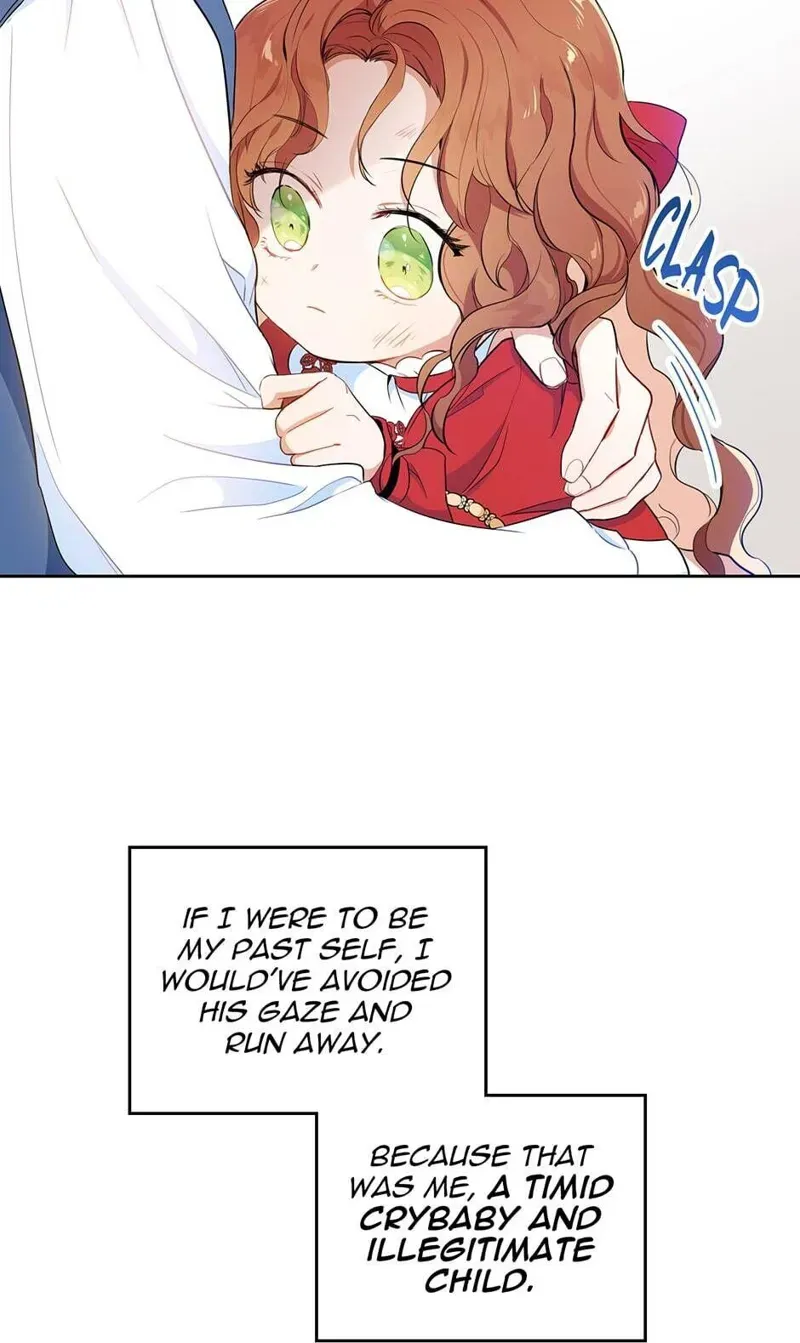 CLASP
IF I WERE TO BE
MY PAST SELF, I
WOULD'VE AVOIDED
HIS GAZE AND
RUN AWAY.
BECAUSE THAT
WAS ME, A TIMID
CRYBABY AND
ILLEGITIMATE
CHILD.